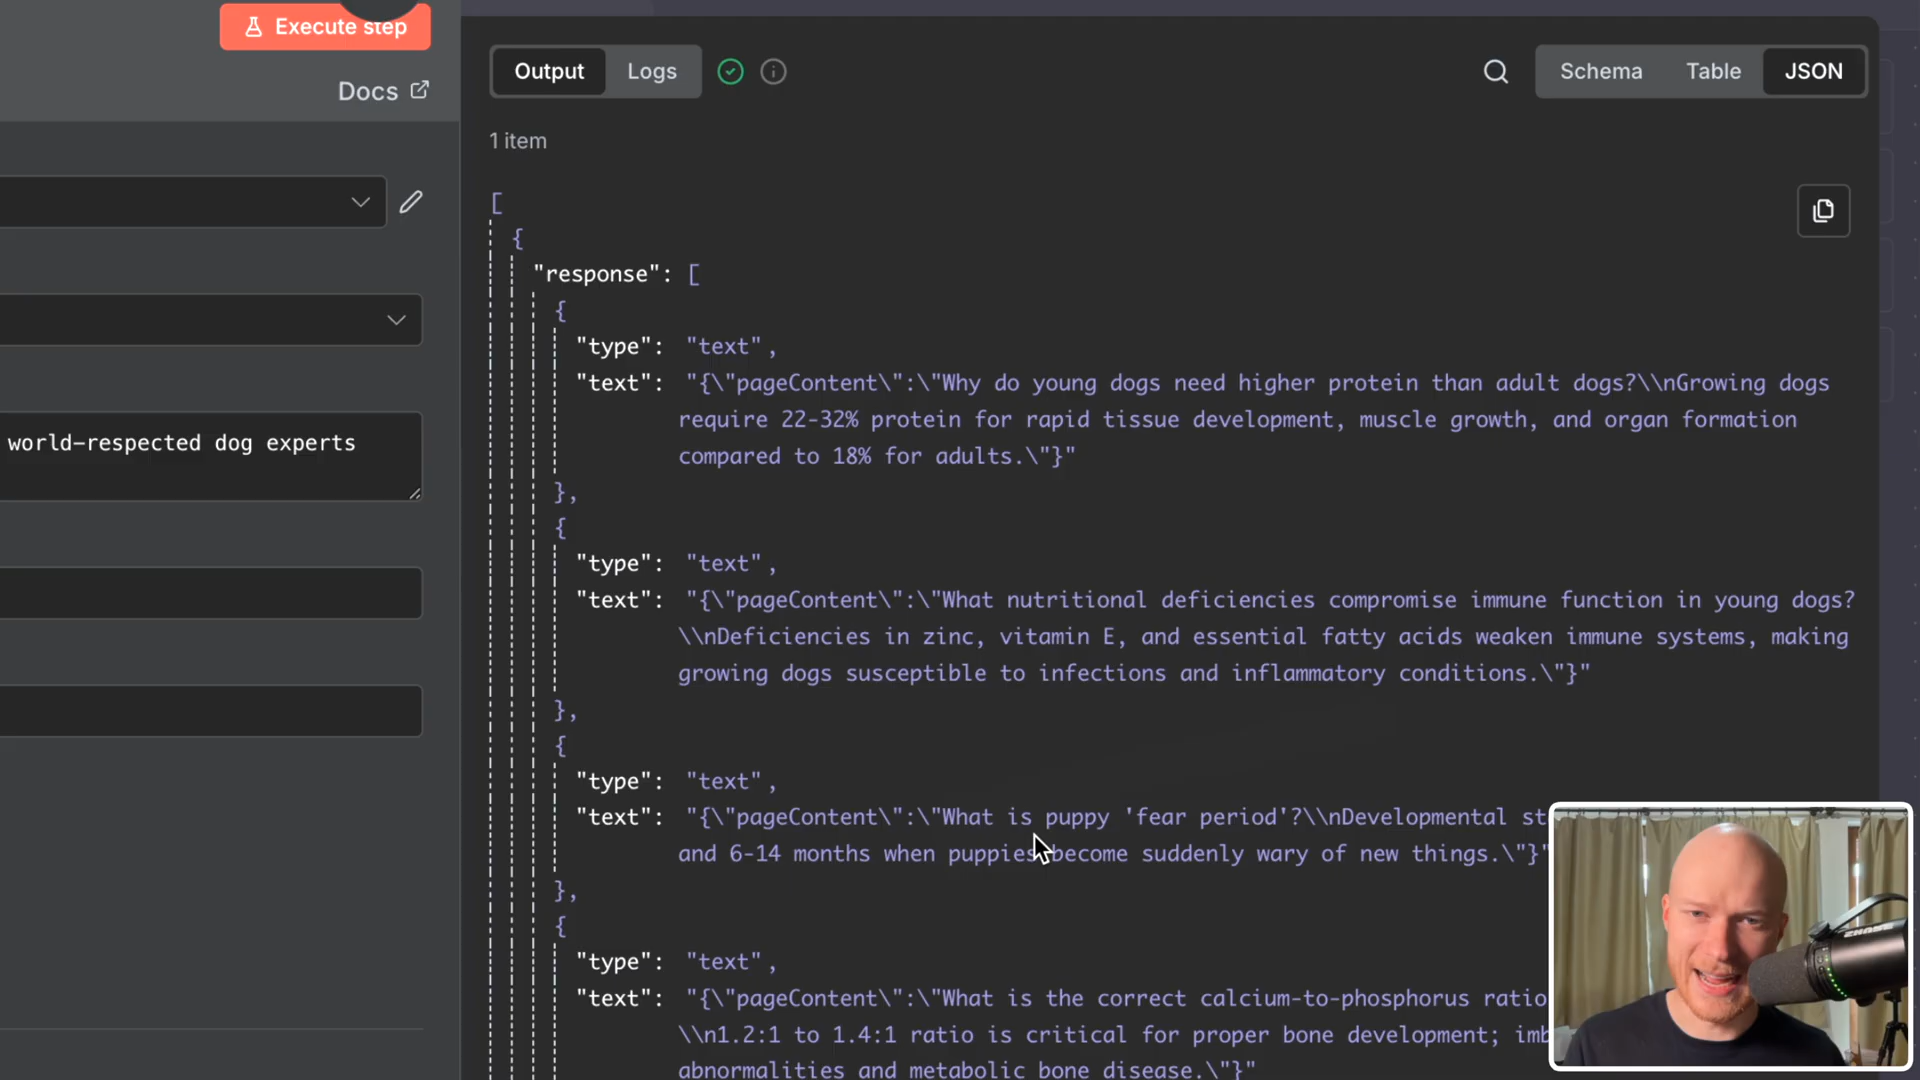 Execute step
Docs
world-respected dog experts
Output Logs
Schema Table JSON
1 item
[
{
"response": [
{
"type": "text",
"text": "{\"pageContent\":\"Why do young dogs need higher protein than adult dogs?\\nGrowing dogs
require 22-32% protein for rapid tissue development, muscle growth, and organ formation
compared to 18% for adults.\"}"
},
{
"type": "text",
"text": "{\"pageContent\":\"What nutritional deficiencies compromise immune function in young dogs?
\\nDeficiencies in zinc, vitamin E, and essential fatty acids weaken immune systems, making
growing dogs susceptible to infections and inflammatory conditions.\"}"
},
{
"type": "text",
"text": "{\"pageContent\":\"What is puppy 'fear period'?\\nDevelopmental
and 6-14 months when puppies become suddenly wary of new things.\"}"
},
{
"type": "text",
"text": "{\"pageContent\":\"What is the correct calcium-to-phosphorus ratio
\\n1.2:1 to 1.4:1 ratio is critical for proper bone development;
abnormalities and metabolic bone disease.\"}"